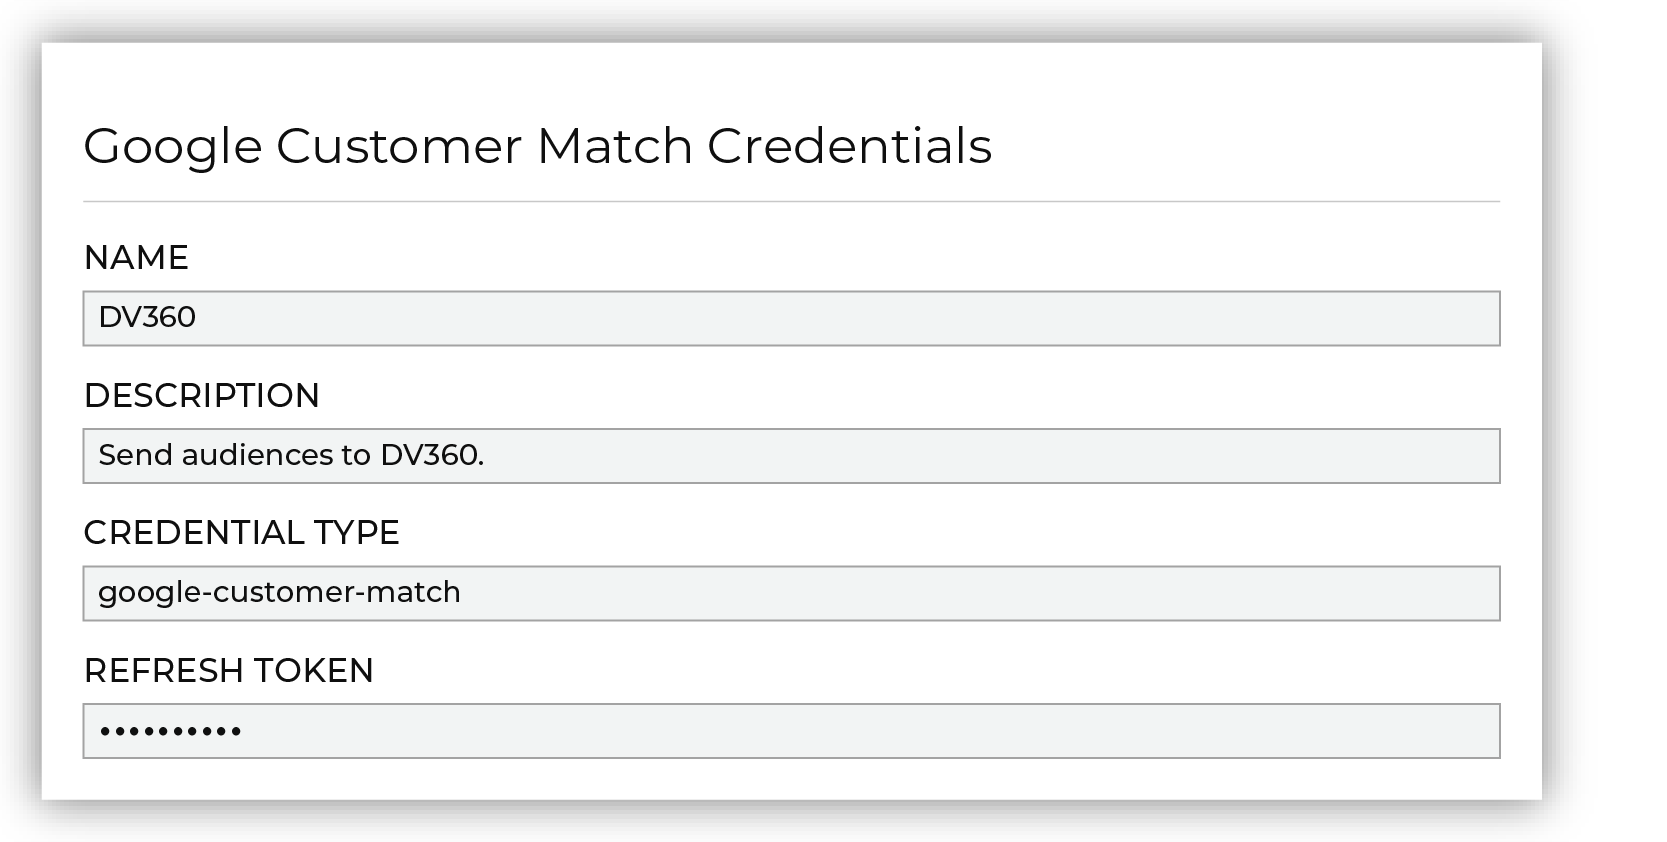 Google Customer Match Credentials
NAME
DV360
DESCRIPTION
Send audiences to DV360.
CREDENTIAL TYPE
google-customer-match
REFRESH TOKEN
••••••••••